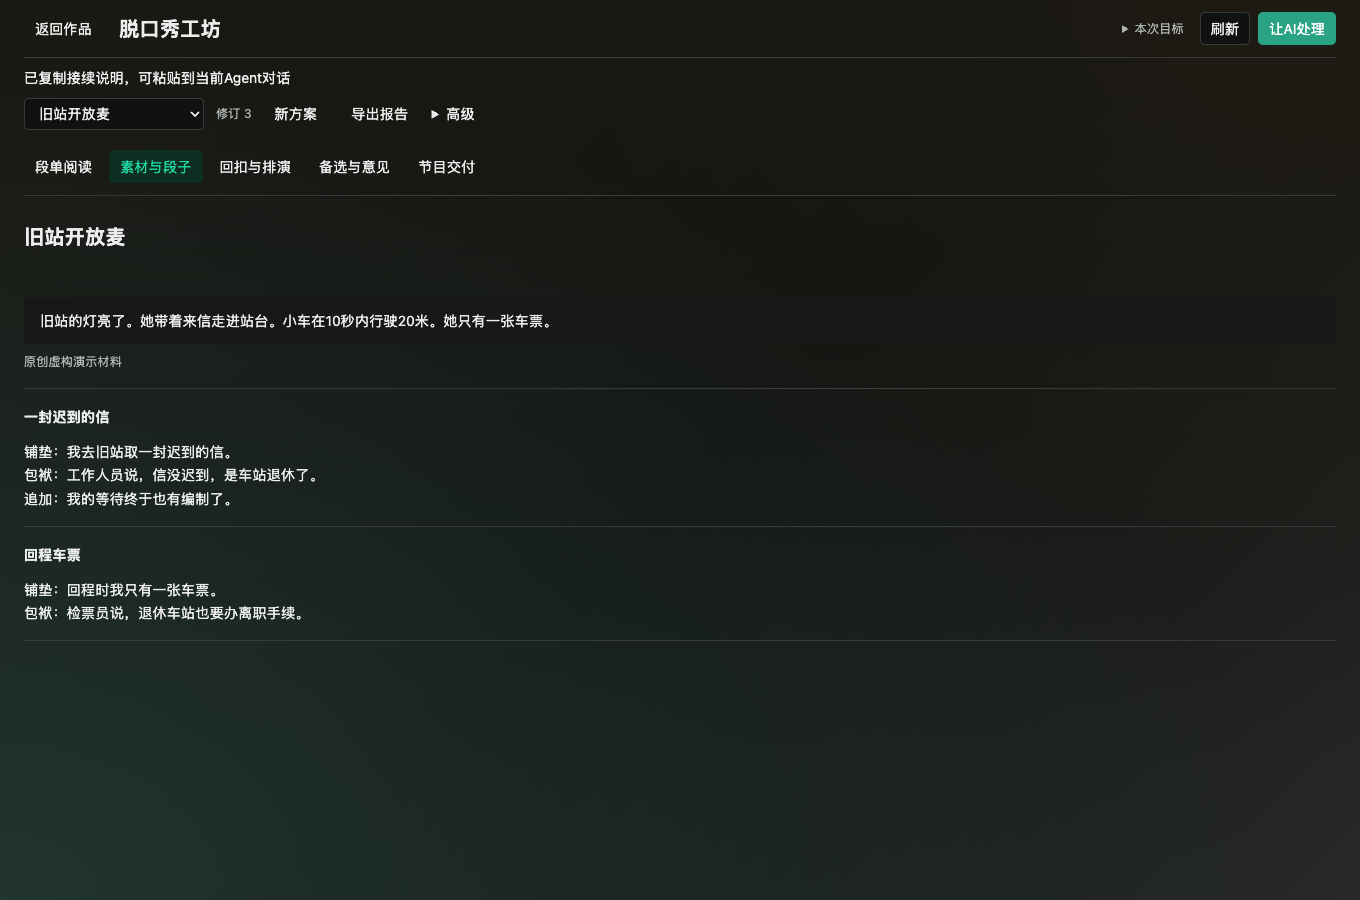 返回作品
脱口秀工坊
▶ 本次目标
刷新
让AI处理
已复制接续说明，可粘贴到当前Agent对话
旧站开放麦
修订 3
新方案
导出报告
▶ 高级
段单阅读
素材与段子
回扣与排演
备选与意见
节目交付
旧站开放麦
旧站的灯亮了。她带着来信走进站台。小车在10秒内行驶20米。她只有一张车票。
原创虚构演示材料
一封迟到的信
铺垫：我去旧站取一封迟到的信。
包袱：工作人员说，信没迟到，是车站退休了。
追加：我的等待终于也有编制了。
回程车票
铺垫：回程时我只有一张车票。
包袱：检票员说，退休车站也要办离职手续。